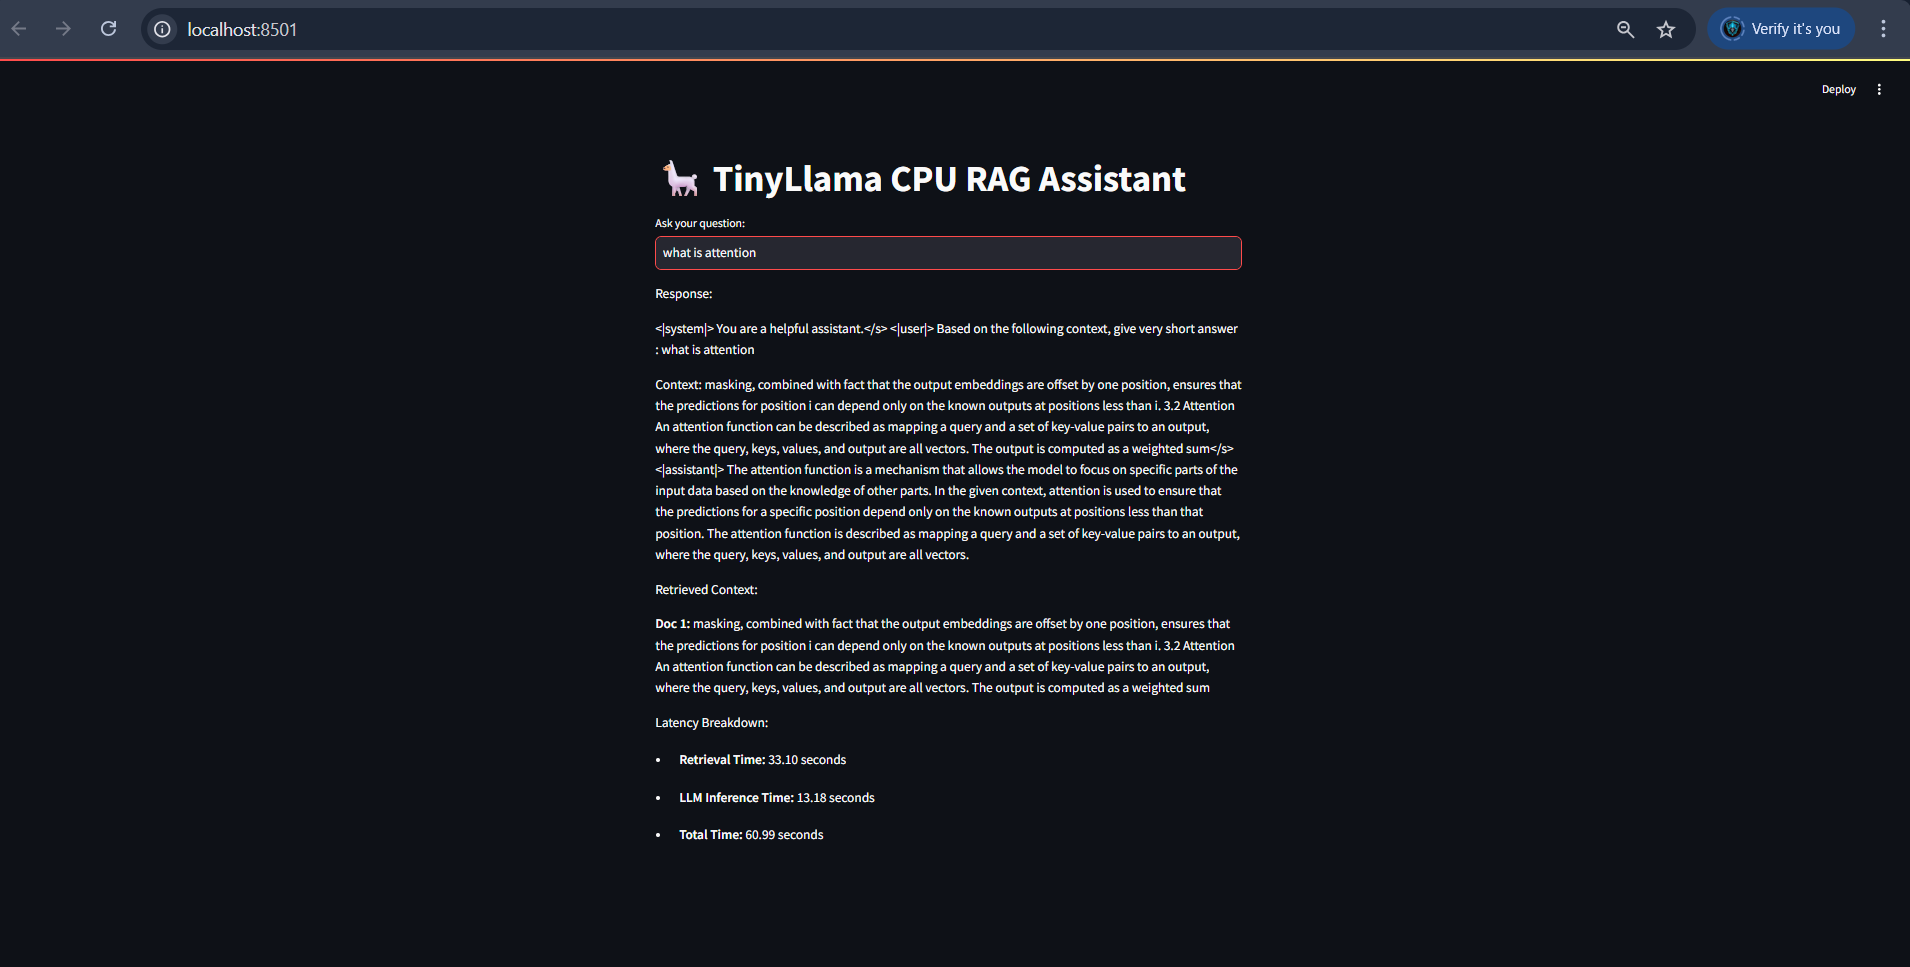 localhost:8501
Verify it's you
Deploy
TinyLlama CPU RAG Assistant
Ask your question:
what is attention
Response:
<|system|> You are a helpful assistant.</s> <|user|> Based on the following context, give very short answer
: what is attention
Context: masking, combined with fact that the output embeddings are offset by one position, ensures that
the predictions for position i can depend only on the known outputs at positions less than i. 3.2 Attention
An attention function can be described as mapping a query and a set of key-value pairs to an output,
where the query, keys, values, and output are all vectors. The output is computed as a weighted sum</s>
<|assistant|> The attention function is a mechanism that allows the model to focus on specific parts of the
input data based on the knowledge of other parts. In the given context, attention is used to ensure that
the predictions for a specific position depend only on the known outputs at positions less than that
position. The attention function is described as mapping a query and a set of key-value pairs to an output,
where the query, keys, values, and output are all vectors.
Retrieved Context:
Doc 1: masking, combined with fact that the output embeddings are offset by one position, ensures that
the predictions for position i can depend only on the known outputs at positions less than i. 3.2 Attention
An attention function can be described as mapping a query and a set of key-value pairs to an output,
where the query, keys, values, and output are all vectors. The output is computed as a weighted sum
Latency Breakdown:
• Retrieval Time: 33.10 seconds
• LLM Inference Time: 13.18 seconds
• Total Time: 60.99 seconds